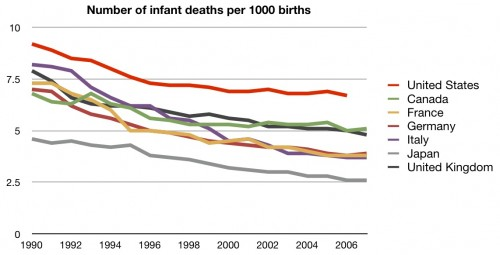 Number of infant deaths per 1000 births
10
7.5
5
2.5
0
1990 1992 1994 1996 1998 2000 2002 2004 2006
United States
Canada
France
Germany
Italy
Japan
United Kingdom